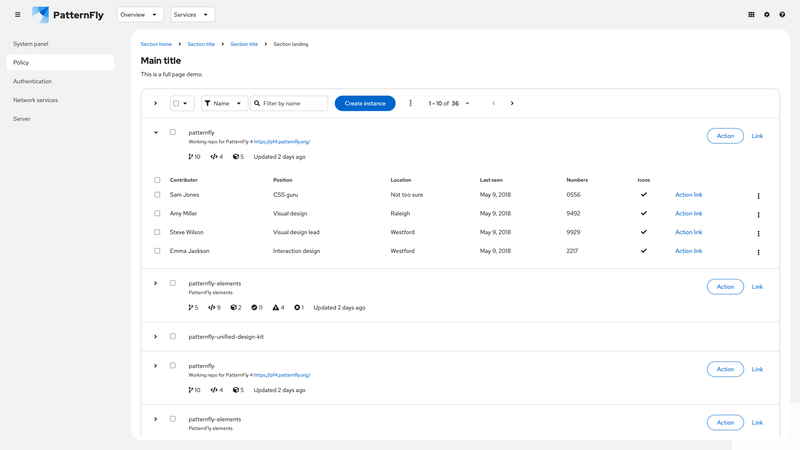 PatternFly
Overview
Services
System panel
Policy
Authentication
Network services
Server
Section home
Section title
Section title
Section landing
Main title
This is a full page demo.
Name
Filter by name
Create instance
1 - 10 of 36
patternfly
Working repo for PatternFly 4 https://pf4.patternfly.org/
10 4 5 Updated 2 days ago
Action Link
Contributor Position Location Last seen Numbers Icons
Sam Jones CSS guru Not too sure May 9, 2018 0556 Action link
Amy Miller Visual design Raleigh May 9, 2018 9492 Action link
Steve Wilson Visual design lead Westford May 9, 2018 9929 Action link
Emma Jackson Interaction design Westford May 9, 2018 2217 Action link
patternfly-elements
PatternFly elements
5 9 2 11 4 1 Updated 2 days ago
Action Link
patternfly-unified-design-kit
patternfly
Working repo for PatternFly 4 https://pf4.patternfly.org/
10 4 5 Updated 2 days ago
Action Link
patternfly-elements
PatternFly elements
Action Link